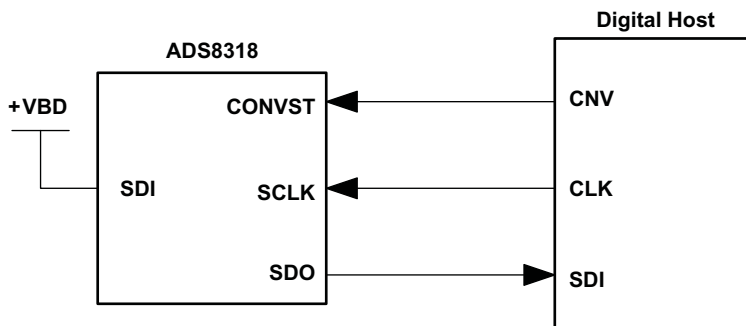 Digital Host
ADS8318
+VBD
CONVST
CNV
SDI
SCLK
CLK
SDO
SDI